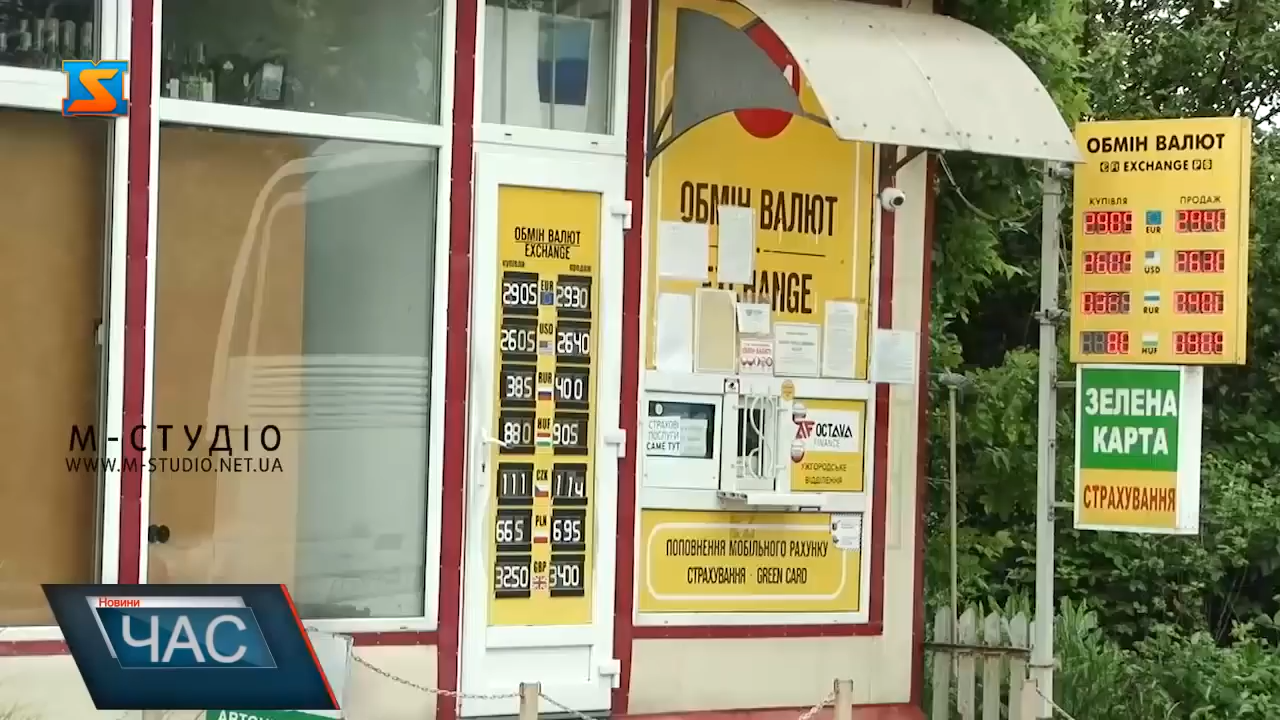 ОБМІН ВАЛЮТ
EXCHANGE
КУПІВЛЯ ПРОДАЖ
EUR
USD
RUR
HUF
ЗЕЛЕНА
КАРТА
СТРАХУВАННЯ
ОБМІН ВАЛЮТ
EXCHANGE
ОБМІН ВАЛЮТ
EXCHANGE
купівля продаж
2905 EUR 2930
2605 USD 2640
385 RUR 400
880 HUF 905
111 CZK 114
665 PLN 695
3250 GBP 3400
СТРАХОВІ
ПОСЛУГИ
САМЕ ТУТ
OCTAVA
FINANCE
УЖГОРОДСЬКЕ
ВІДДІЛЕННЯ
ПОПОВНЕННЯ МОБІЛЬНОГО РАХУНКУ
СТРАХУВАННЯ · GREEN CARD
М-СТУДІО
WWW.M-STUDIO.NET.UA
Новини
ЧАС